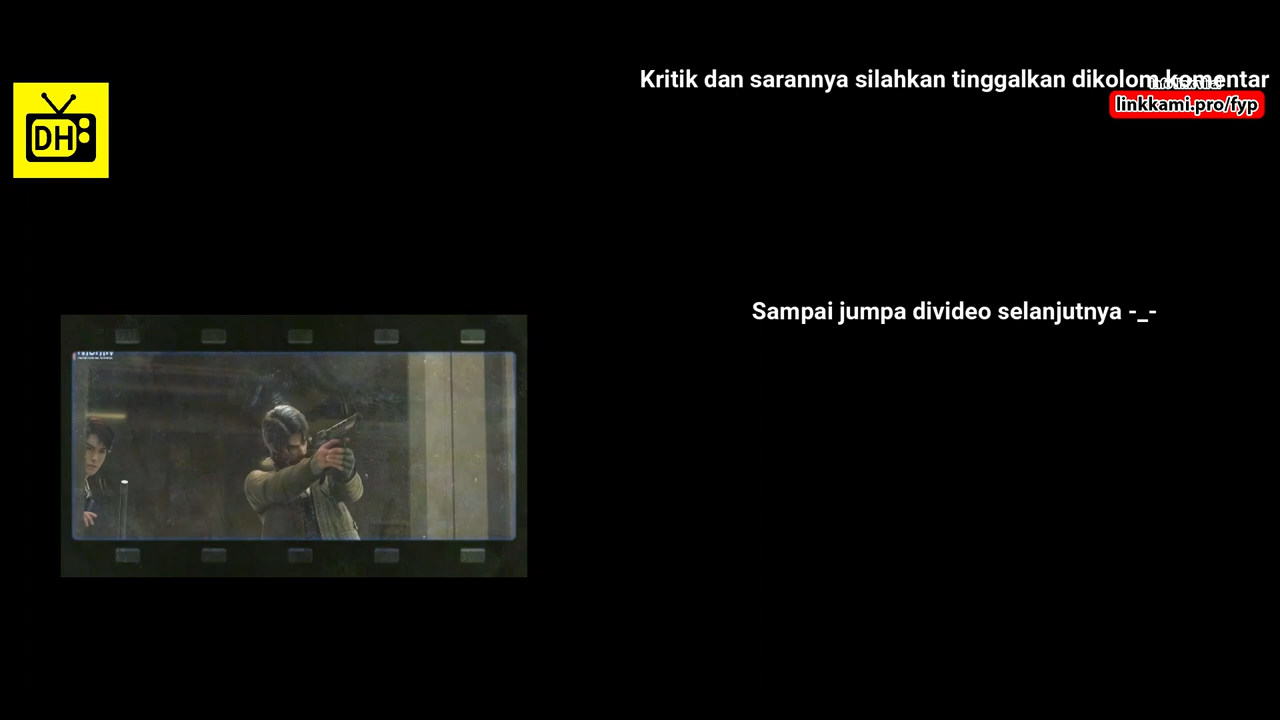 Kritik dan sarannya silahkan tinggalkan dikolom komentar
linkkami.pro/fyp
DH
Sampai jumpa divideo selanjutnya -_-